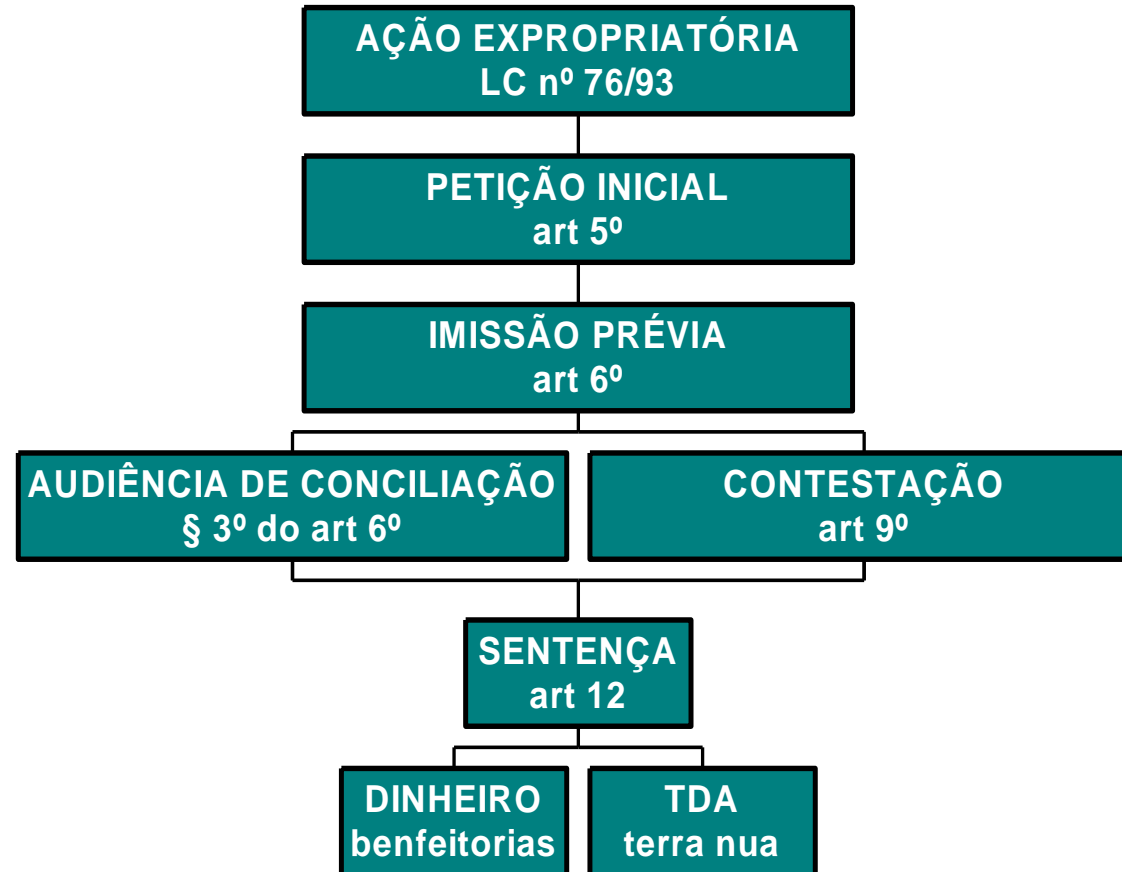 AÇÃO EXPROPRIATÓRIA
LC nº 76/93
PETIÇÃO INICIAL
art 5º
IMISSÃO PRÉVIA
art 6º
AUDIÊNCIA DE CONCILIAÇÃO
§ 3º do art 6º
CONTESTAÇÃO
art 9º
SENTENÇA
art 12
DINHEIRO
benfeitorias
TDA
terra nua